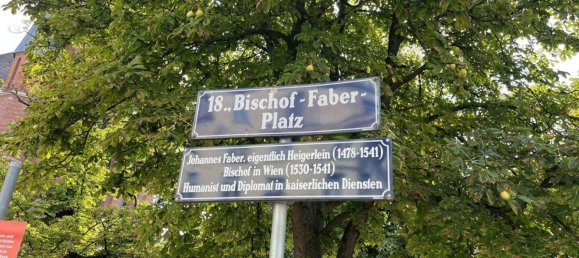 18., Bischof-Faber-
Platz
Johannes Faber, eigentlich Heigerlein (1478-1541)
Bischof in Wien (1530-1541)
Humanist und Diplomat in kaiserlichen Diensten